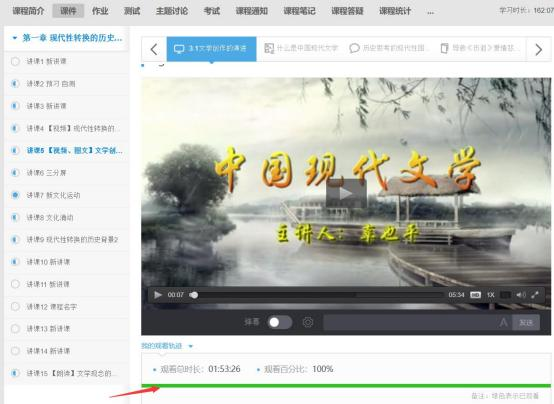 课程简介 课件 作业 测试 主题讨论 考试 课程通知 课程笔记 课程答疑 课程统计 ... 学习时长：162:07
第一章 现代性转换的历史...
讲课1 新讲课
讲课2 预习 自测
讲课3 新讲课
讲课4 【视频】现代性转换的...
讲课5 【视频、图文】文学创...
讲课6 三分屏
讲课7 新文化运动
讲课8 文化涌动
讲课9 现代性转换的历史背景2
讲课10 新讲课
讲课11 新讲课
讲课12 课程名字
讲课13 新讲课
讲课14 新讲课
讲课15 【朗读】文学观念的...
3.1文学创作的演进 什么是中国现代文学 历史思考的现代性国... 导命《伤逝》爱情悲...
中国现代文学
主讲人：
00:07 05:34 HD 1X
弹幕 A 发送
我的观看轨迹
观看总时长：01:53:26 观看百分比：100%
备注：绿色表示已观看